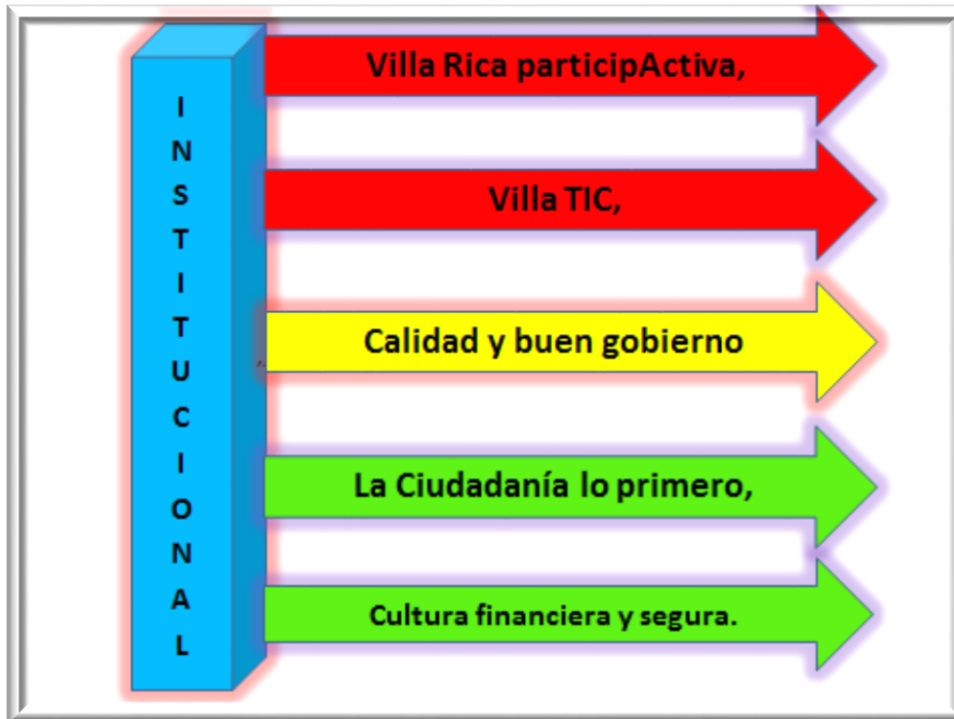 INSTITUCIONAL
Villa Rica participActiva,
Villa TIC,
Calidad y buen gobierno
La Ciudadanía lo primero,
Cultura financiera y segura.